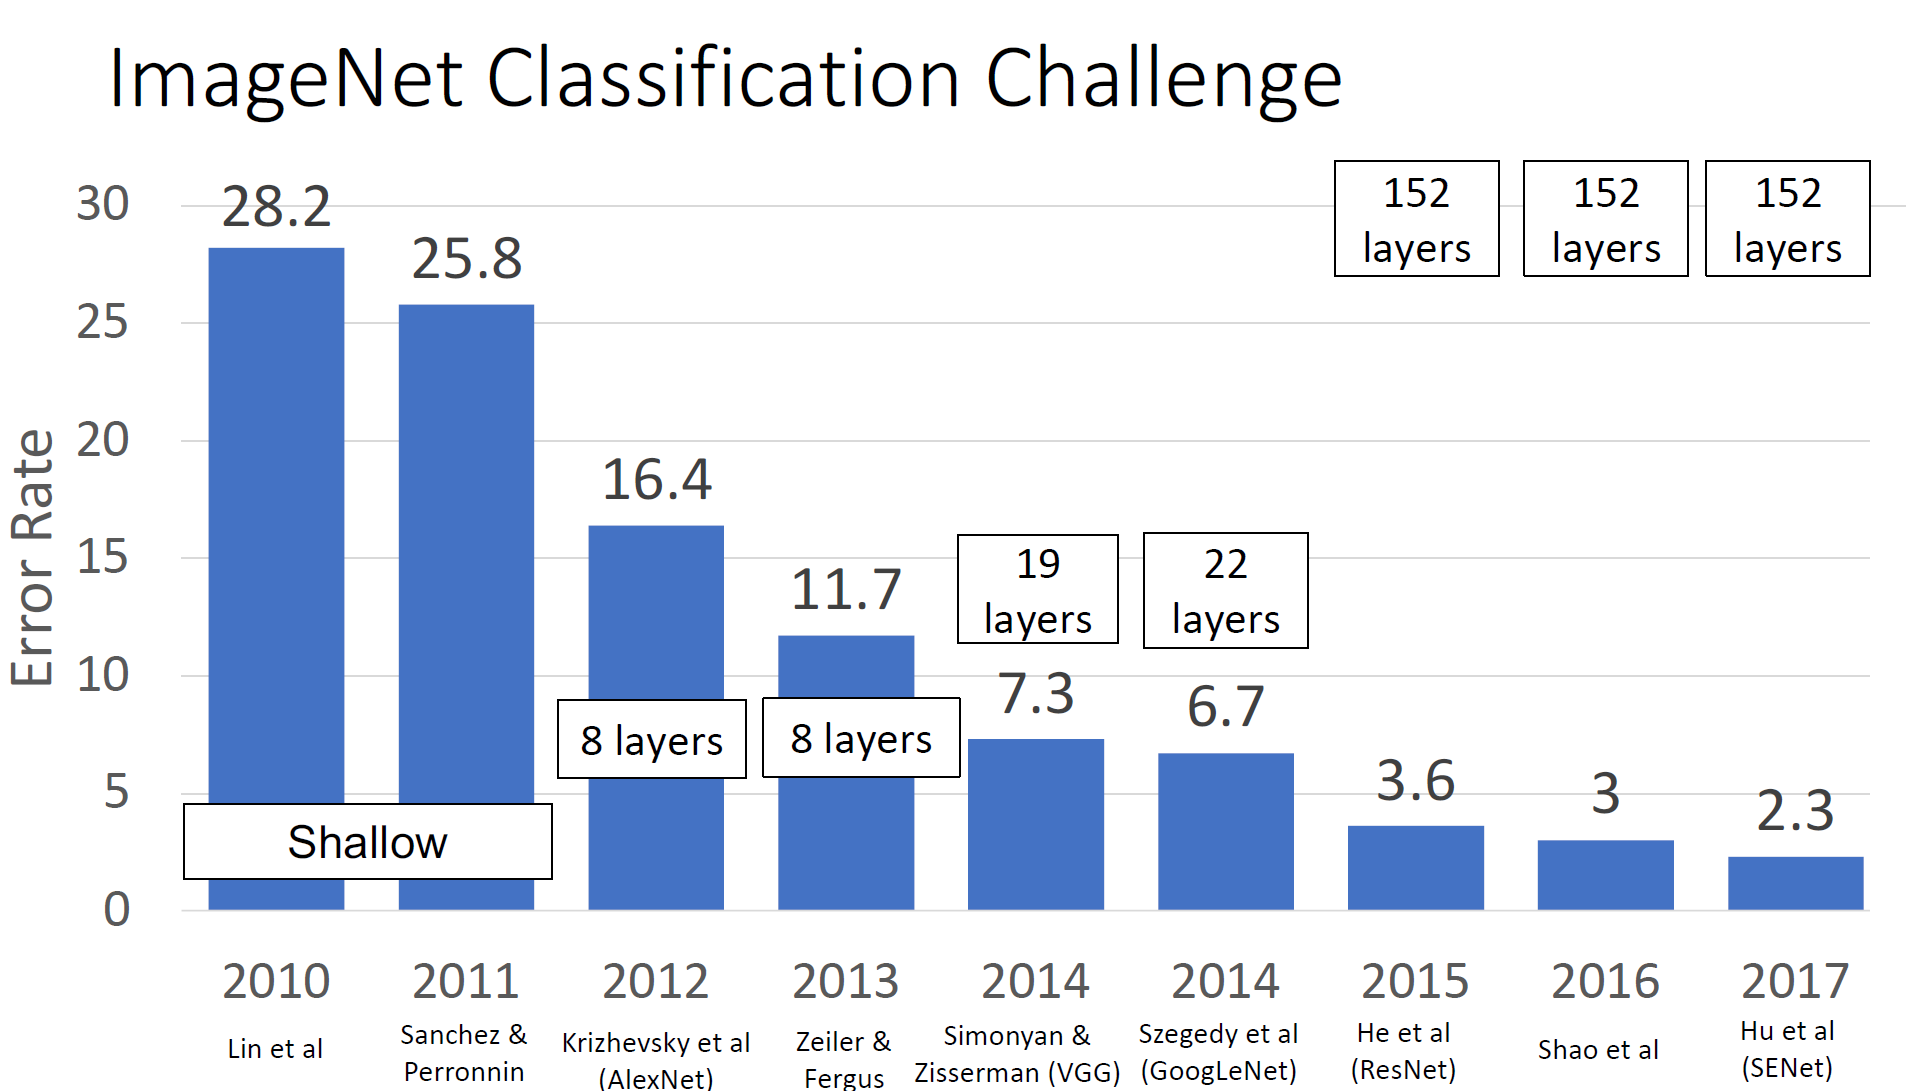 ImageNet Classification Challenge
Error Rate
30
25
20
15
10
5
0
28.2
25.8
16.4
11.7
7.3
6.7
3.6
3
2.3
Shallow
8 layers
8 layers
19
layers
22
layers
152
layers
152
layers
152
layers
2010
2011
2012
2013
2014
2014
2015
2016
2017
Lin et al
Sanchez &
Perronnin
Krizhevsky et al
(AlexNet)
Zeiler &
Fergus
Simonyan &
Zisserman (VGG)
Szegedy et al
(GoogLeNet)
He et al
(ResNet)
Shao et al
Hu et al
(SENet)